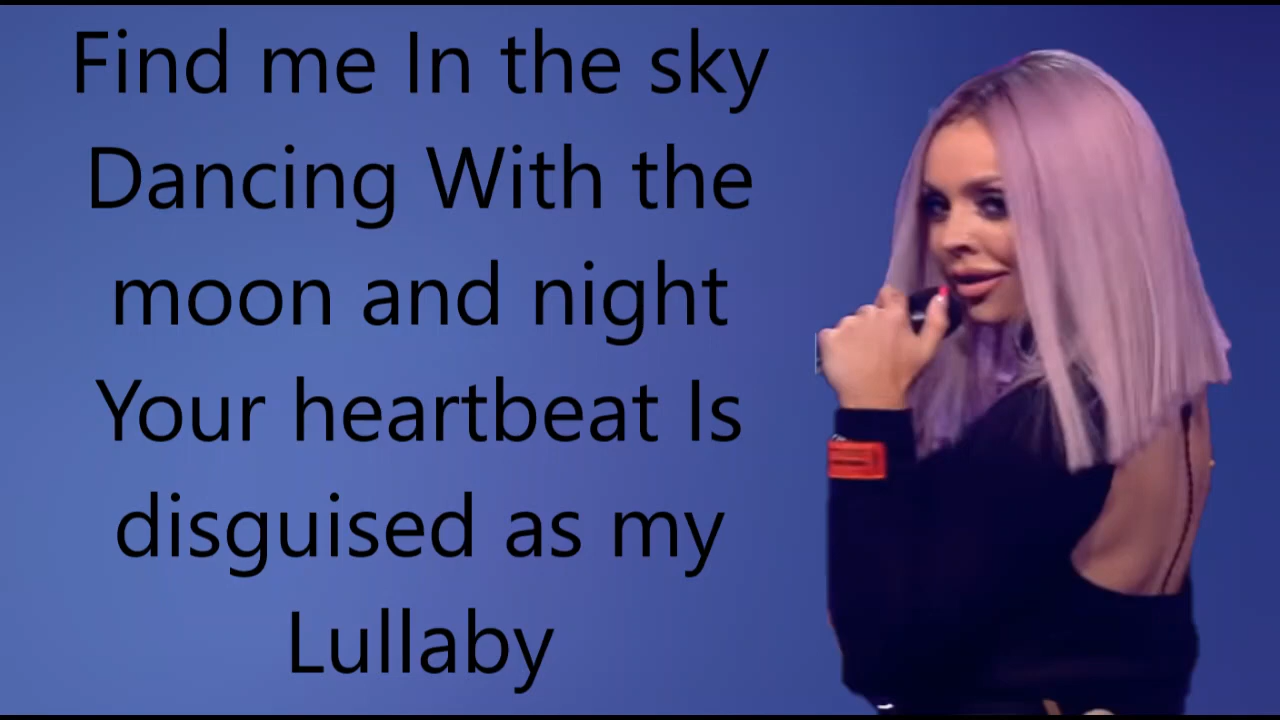 Find me In the sky
Dancing With the
moon and night
Your heartbeat Is
disguised as my
Lullaby